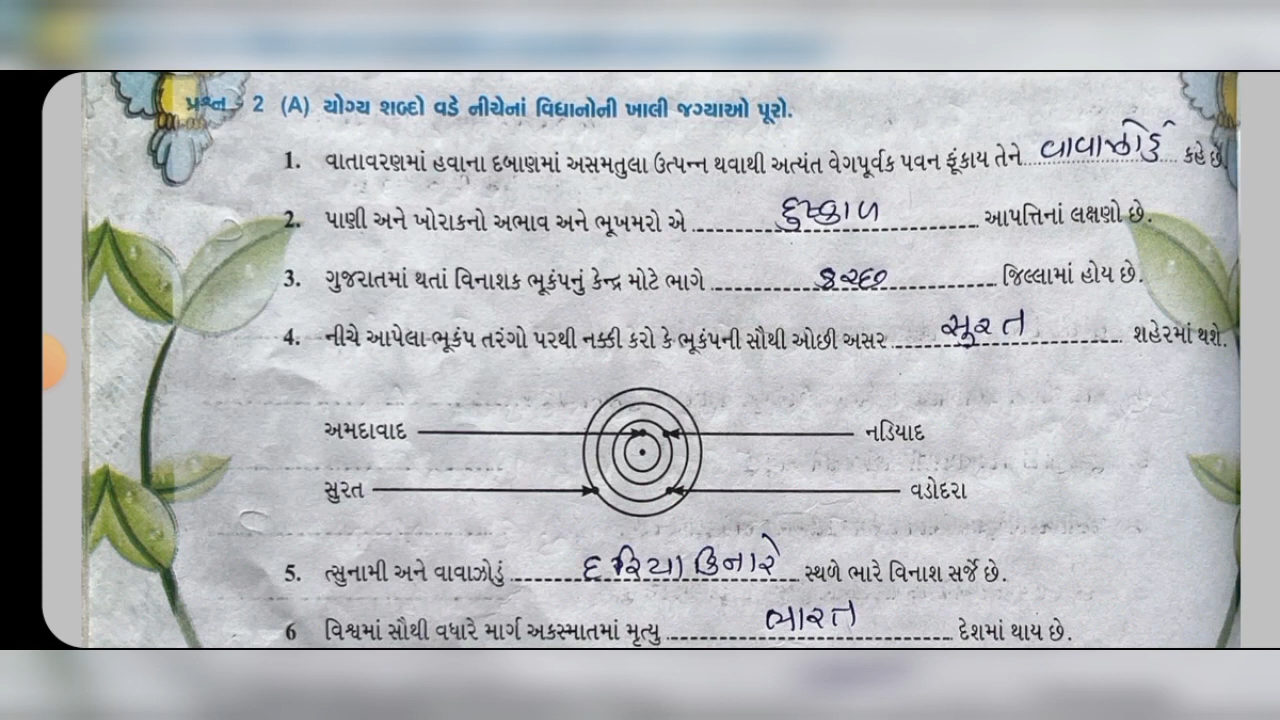 પ્રશ્ન : 2 (A) યોગ્ય શબ્દો વડે નીચેનાં વિધાનોની ખાલી જગ્યાઓ પૂરો.
1. વાતાવરણમાં હવાના દબાણમાં અસમતુલા ઉત્પન્ન થવાથી અત્યંત વેગપૂર્વક પવન ફૂંકાય તેને વાવાઝોડું કહે છે.
2. પાણી અને ખોરાકનો અભાવ અને ભૂખમરો એ દુષ્કાળ આપત્તિનાં લક્ષણો છે.
3. ગુજરાતમાં થતાં વિનાશક ભૂકંપનું કેન્દ્ર મોટે ભાગે કચ્છ જિલ્લામાં હોય છે.
4. નીચે આપેલા ભૂકંપ તરંગો પરથી નક્કી કરો કે ભૂકંપની સૌથી ઓછી અસર સૂરત શહેરમાં થશે.
અમદાવાદ નડિયાદ
સુરત વડોદરા
5. ત્સુનામી અને વાવાઝોડું દરિયા કિનારે સ્થળે ભારે વિનાશ સર્જે છે.
6 વિશ્વમાં સૌથી વધારે માર્ગ અકસ્માતમાં મૃત્યુ ભારત દેશમાં થાય છે.